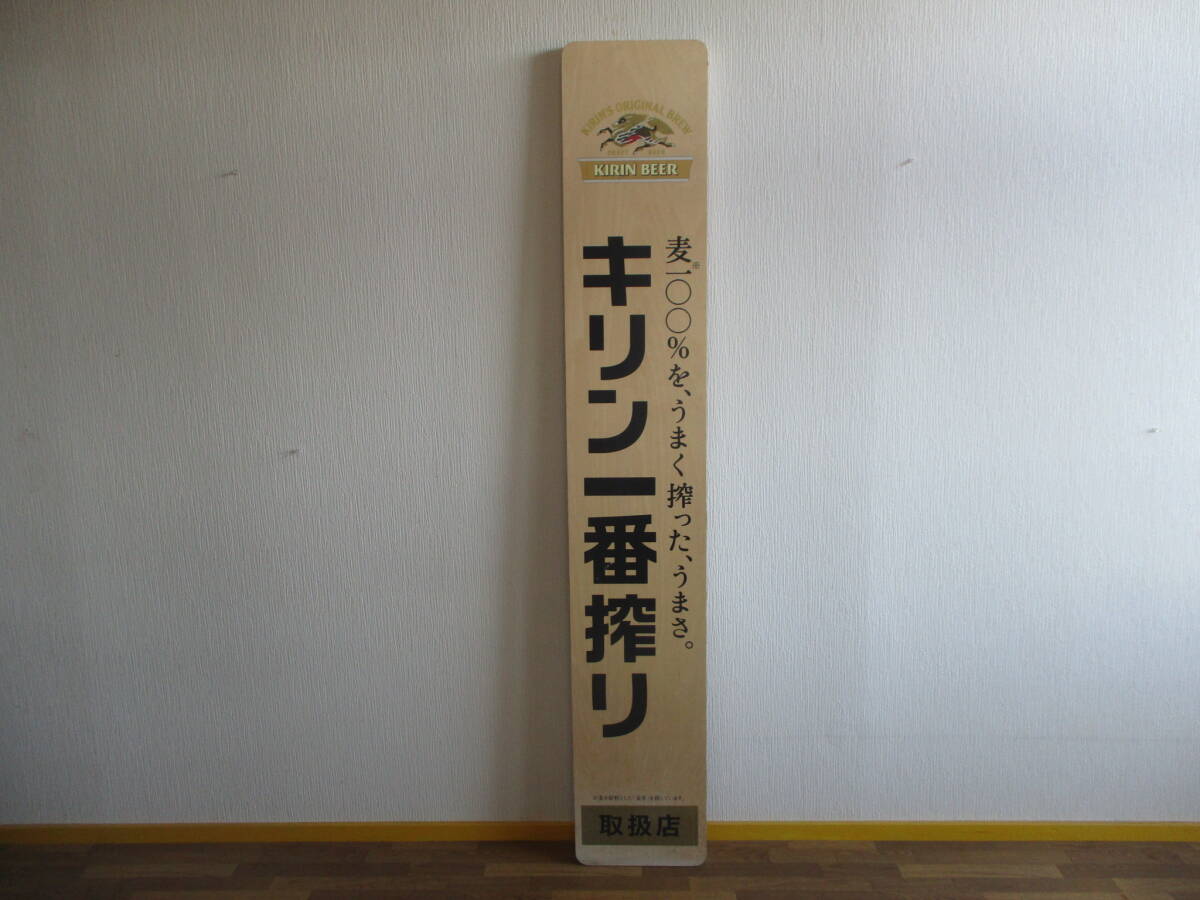 KIRIN'S ORIGINAL BREW
KIRIN BEER
麦一〇〇%を、うまく搾った、うまさ。
※
キリン一番搾り
取扱店